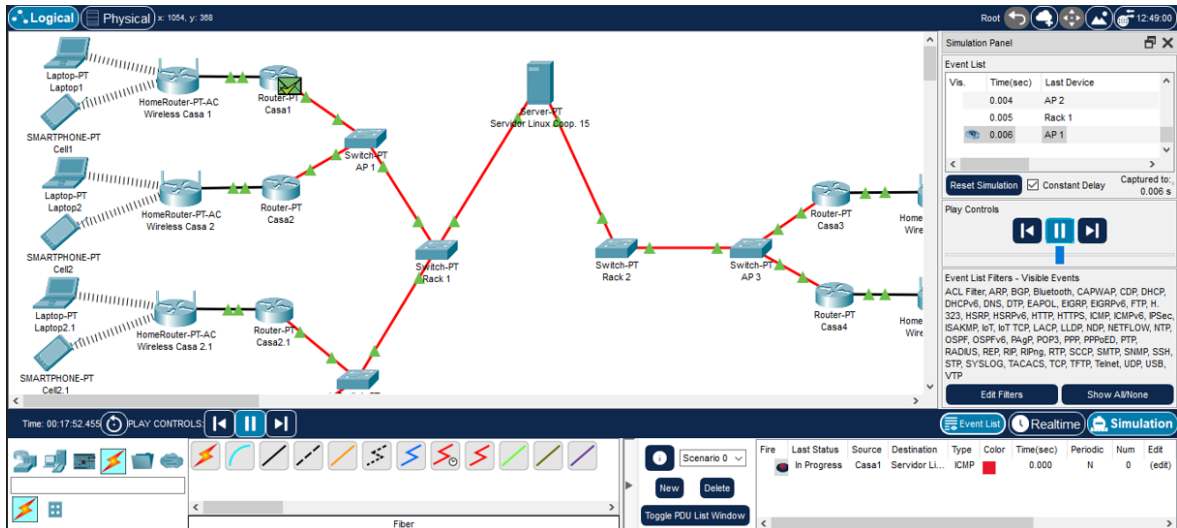 Logical
Physical
x: 1054, y: 368
Root
12:49:00
Laptop-PT
Laptop1
HomeRouter-PT-AC
Wireless Casa 1
Router-PT
Casa1
SMARTPHONE-PT
Cell1
Switch-PT
AP 1
Server-PT
Servidor Linux Coop. 15
Laptop-PT
Laptop2
HomeRouter-PT-AC
Wireless Casa 2
Router-PT
Casa2
SMARTPHONE-PT
Cell2
Switch-PT
Rack 1
Switch-PT
Rack 2
Switch-PT
AP 3
Router-PT
Casa3
Home
Wire
Router-PT
Casa4
Home
Wire
Laptop-PT
Laptop2.1
HomeRouter-PT-AC
Wireless Casa 2.1
Router-PT
Casa2.1
SMARTPHONE-PT
Cell2.1
Switch-PT
Simulation Panel
Event List
Vis. Time(sec) Last Device
0.004 AP 2
0.005 Rack 1
0.006 AP 1
Reset Simulation
Constant Delay
Captured to:
0.006 s
Play Controls
Event List Filters - Visible Events
ACL Filter, ARP, BGP, Bluetooth, CAPWAP, CDP, DHCP,
DHCPv6, DNS, DTP, EAPOL, EIGRP, EIGRPv6, FTP, H.
323, HSRP, HSRPv6, HTTP, HTTPS, ICMP, ICMPv6, IPSec,
ISAKMP, IoT, IoT TCP, LACP, LLDP, NDP, NETFLOW, NTP,
OSPF, OSPFv6, PAgP, POP3, PPP, PPPoED, PTP,
RADIUS, REP, RIP, RIPng, RTP, SCCP, SMTP, SNMP, SSH,
STP, SYSLOG, TACACS, TCP, TFTP, Telnet, UDP, USB,
VTP
Edit Filters
Show All/None
Time: 00:17:52.455
PLAY CONTROLS:
Event List
Realtime
Simulation
Scenario 0
New
Delete
Toggle PDU List Window
Fire Last Status Source Destination Type Color Time(sec) Periodic Num Edit
In Progress Casa1 Servidor Li... ICMP 0.000 N 0 (edit)
Fiber